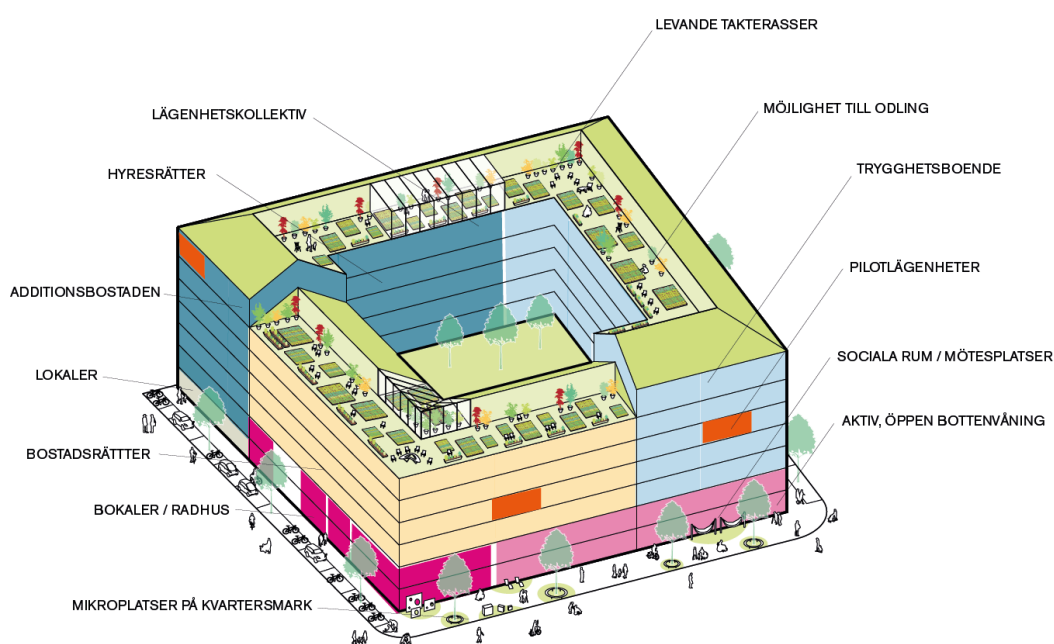 LEVANDE TAKTERASSER
LÄGENHETSKOLLEKTIV
MÖJLIGHET TILL ODLING
HYRESRÄTTER
TRYGGHETSBOENDE
PILOTLÄGENHETER
ADDITIONSBOSTADEN
SOCIALA RUM / MÖTESPLATSER
LOKALER
AKTIV, ÖPPEN BOTTENVÅNING
BOSTADSRÄTTTER
BOKALER / RADHUS
MIKROPLATSER PÅ KVARTERSMARK